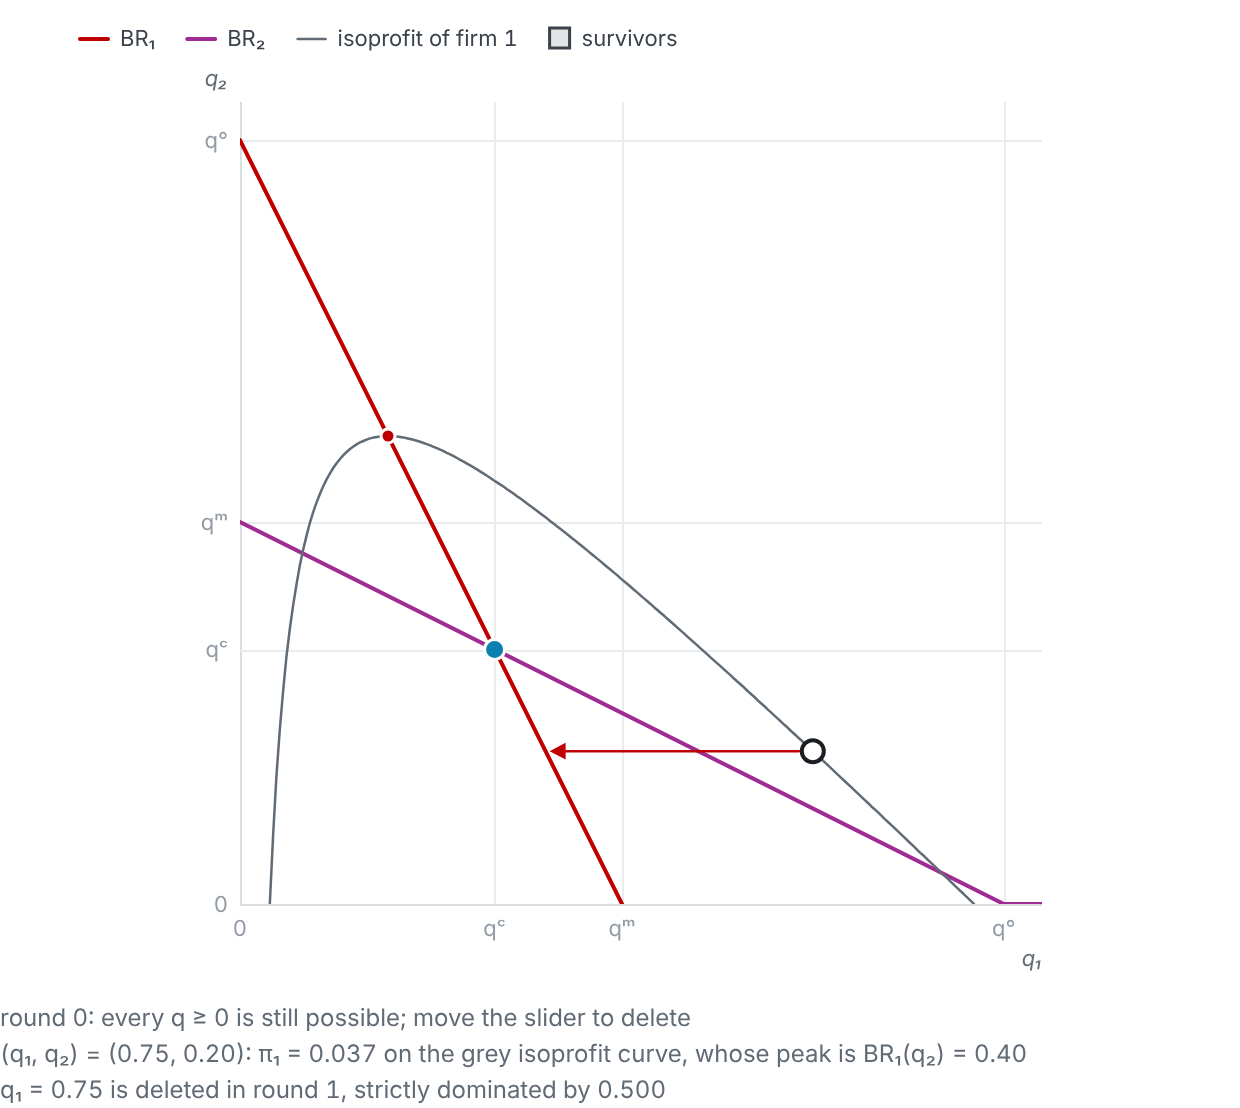 BR₁ BR₂ isoprofit of firm 1 survivors
q₂
q°
qᵐ
qᶜ
0
0 qᶜ qᵐ q°
q₁
round 0: every q ≥ 0 is still possible; move the slider to delete
(q₁, q₂) = (0.75, 0.20): π₁ = 0.037 on the grey isoprofit curve, whose peak is BR₁(q₂) = 0.40
q₁ = 0.75 is deleted in round 1, strictly dominated by 0.500